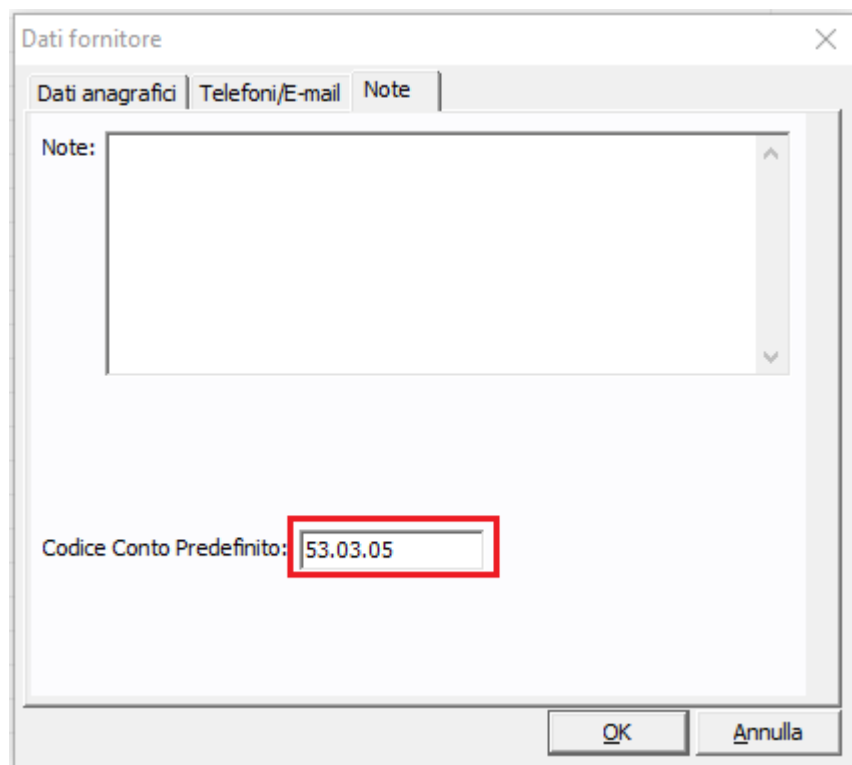 Dati fornitore
Dati anagrafici Telefoni/E-mail Note
Note:
Codice Conto Predefinito: 53.03.05
OK Annulla